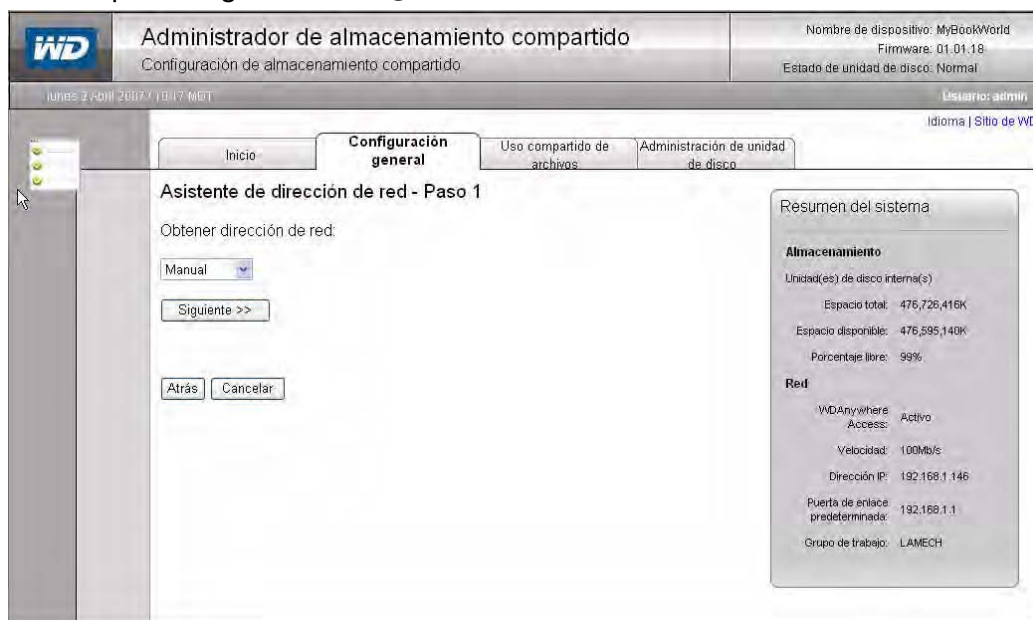 WD
Administrador de almacenamiento compartido
Configuración de almacenamiento compartido
Nombre de dispositivo: MyBookWorld
Firmware: 01.01.18
Estado de unidad de disco: Normal
lunes 2 Abril 2007 / MDT
Usuario: admin
Idioma | Sitio de WD
Inicio
Configuración general
Uso compartido de archivos
Administración de unidad de disco
Asistente de dirección de red - Paso 1
Obtener dirección de red:
Manual
Siguiente >>
Atrás
Cancelar
Resumen del sistema
Almacenamiento
Unidad(es) de disco interna(s)
Espacio total: 476,726,416K
Espacio disponible: 476,595,140K
Porcentaje libre: 99%
Red
WDAnywhere Access: Activo
Velocidad: 100Mb/s
Dirección IP: 192.168.1.146
Puerta de enlace predeterminada: 192.168.1.1
Grupo de trabajo: LAMECH